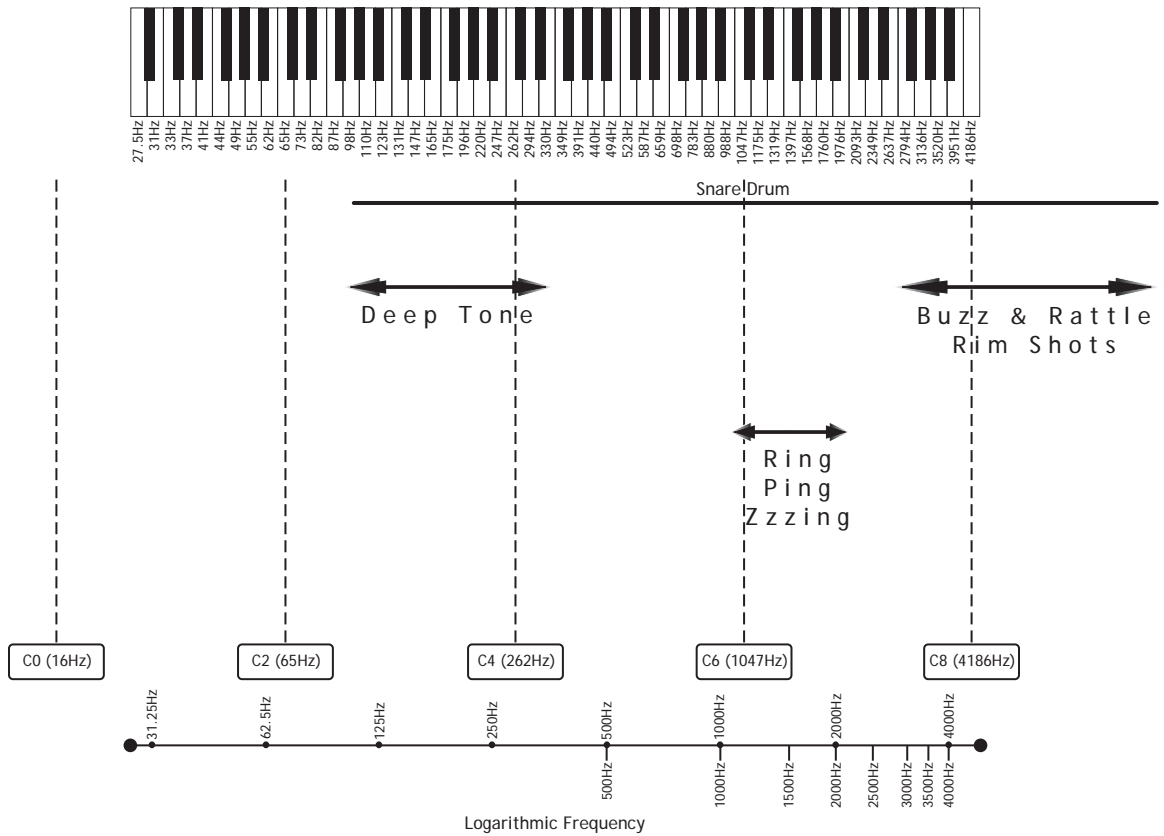 27.5Hz
31Hz
33Hz
37Hz
41Hz
44Hz
49Hz
55Hz
62Hz
65Hz
73Hz
82Hz
87Hz
98Hz
110Hz
123Hz
131Hz
147Hz
165Hz
175Hz
196Hz
220Hz
247Hz
262Hz
294Hz
330Hz
349Hz
391Hz
440Hz
494Hz
523Hz
587Hz
659Hz
698Hz
783Hz
880Hz
988Hz
1047Hz
1175Hz
1319Hz
1397Hz
1568Hz
1760Hz
1976Hz
2093Hz
2349Hz
2637Hz
2794Hz
3136Hz
3520Hz
3951Hz
4186Hz
Snare Drum
Deep Tone
Buzz & Rattle
Rim Shots
Ring
Ping
Zzzing
C0 (16Hz)
C2 (65Hz)
C4 (262Hz)
C6 (1047Hz)
C8 (4186Hz)
31.25Hz
62.5Hz
125Hz
250Hz
500Hz
1000Hz
2000Hz
4000Hz
500Hz
1000Hz
1500Hz
2000Hz
2500Hz
3000Hz
3500Hz
4000Hz
Logarithmic Frequency